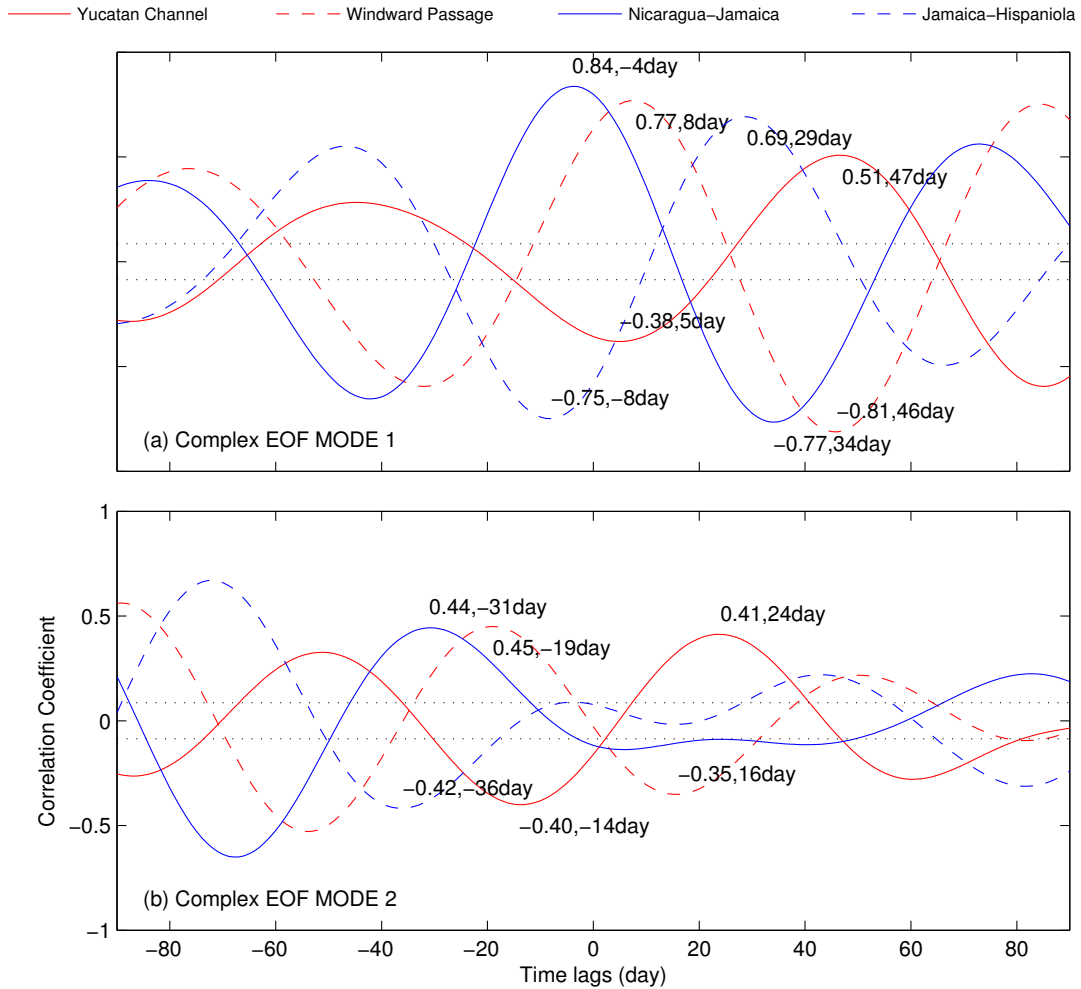 Yucatan Channel Windward Passage Nicaragua−Jamaica Jamaica−Hispaniola
0.84,−4day
0.77,8day
0.69,29day
0.51,47day
−0.38,5day
−0.75,−8day
−0.81,46day
−0.77,34day
(a) Complex EOF MODE 1
1
0.5
0
−0.5
−1
Correlation Coefficient
0.44,−31day
0.41,24day
0.45,−19day
−0.35,16day
−0.42,−36day
−0.40,−14day
(b) Complex EOF MODE 2
−80 −60 −40 −20 0 20 40 60 80
Time lags (day)